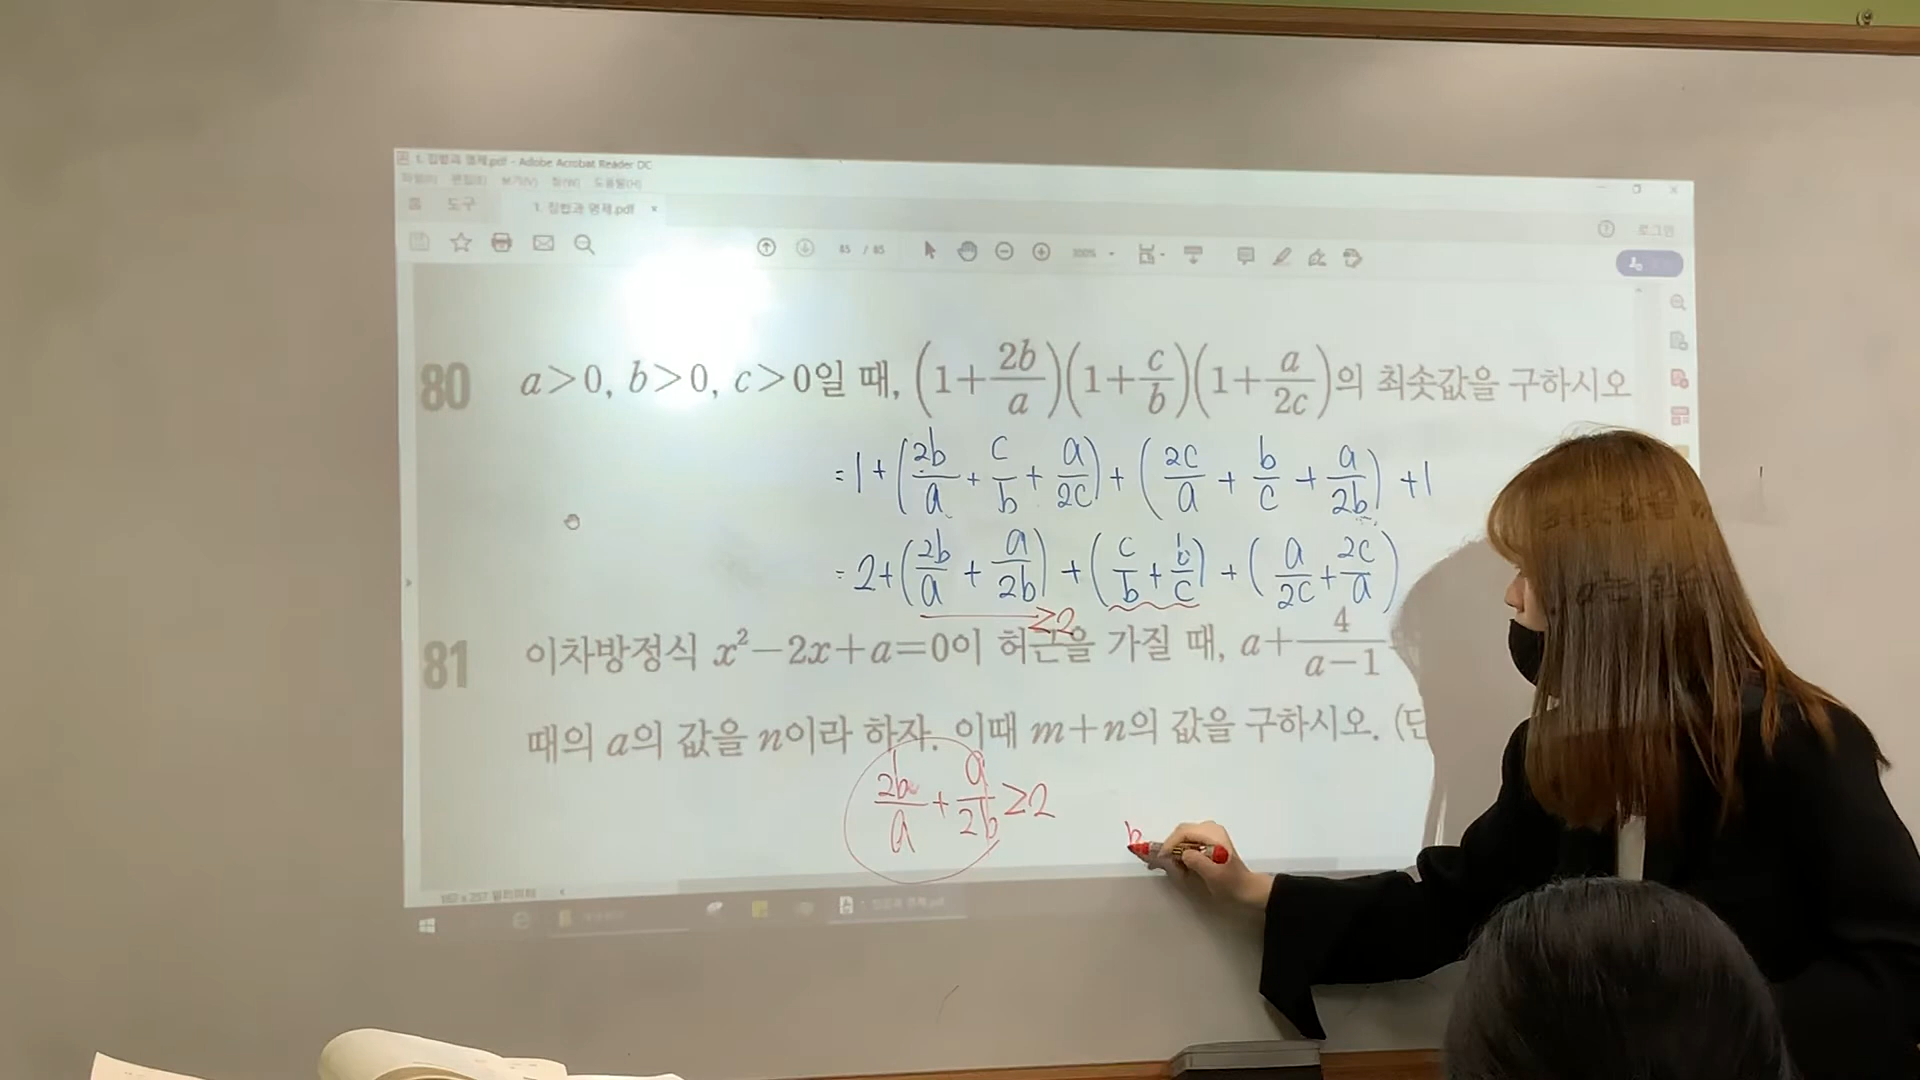 1. 집합과 명제.pdf - Adobe Acrobat Reader DC
파일(F) 편집(E) 보기(V) 창(W) 도움말(H)
홈 도구 1. 집합과 명제.pdf ×
로그인
/ 300%
80 a>0, b>0, c>0일 때, (1+2b/a)(1+c/b)(1+a/2c)의 최솟값을 구하시오
=1+(2b/a+c/b+a/2c)+(2c/a+b/c+a/2b)+1
=2+(2b/a+a/2b)+(c/b+b/c)+(a/2c+2c/a)
≥2
81 이차방정식 x²-2x+a=0이 허근을 가질 때, a+4/a-1
때의 a의 값을 n이라 하자. 이때 m+n의 값을 구하시오. (단
2b/a+a/2b≥2
b